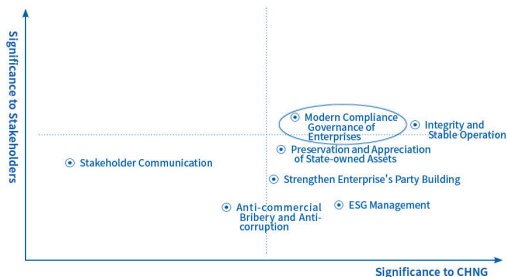 Significance to Stakeholders
Modern Compliance
Governance of
Enterprises
Integrity and
Stable Operation
Preservation and Appreciation
of State-owned Assets
Stakeholder Communication
Strengthen Enterprise's Party Building
Anti-commercial
Bribery and Anti-
corruption
ESG Management
Significance to CHNG